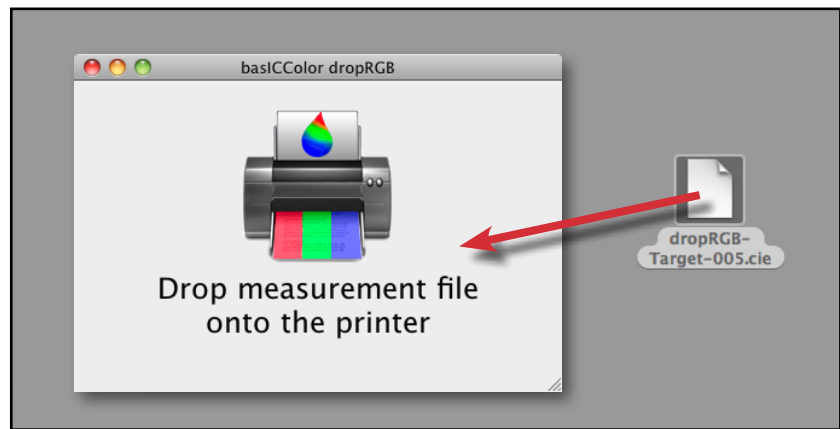 basICColor dropRGB
Drop measurement file
onto the printer
dropRGB-
Target-005.cie